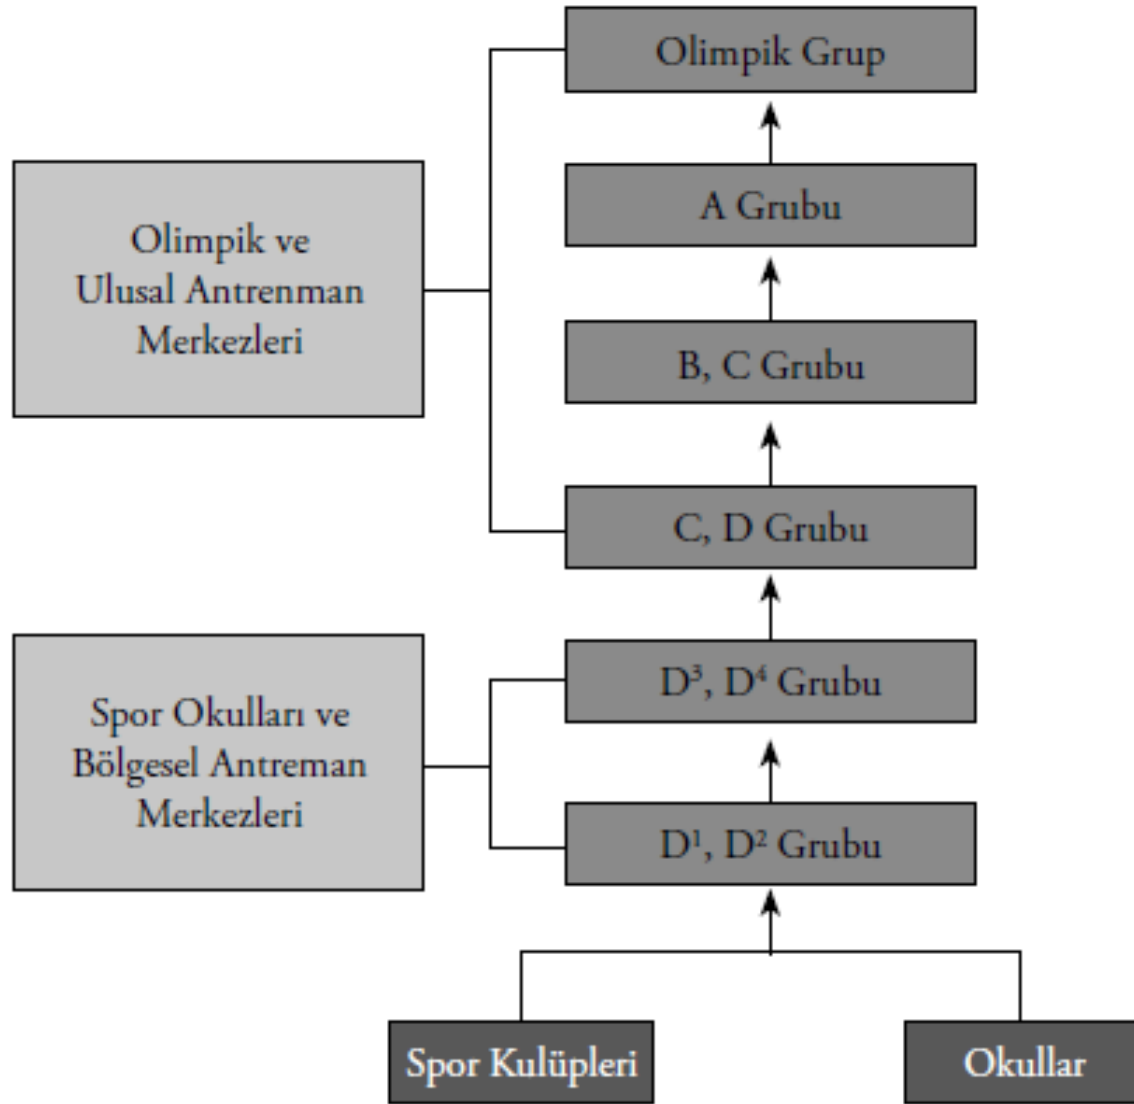 Olimpik Grup
A Grubu
Olimpik ve
Ulusal Antrenman
Merkezleri
B, C Grubu
C, D Grubu
D³, D⁴ Grubu
Spor Okulları ve
Bölgesel Antreman
Merkezleri
D¹, D² Grubu
Spor Kulüpleri
Okullar